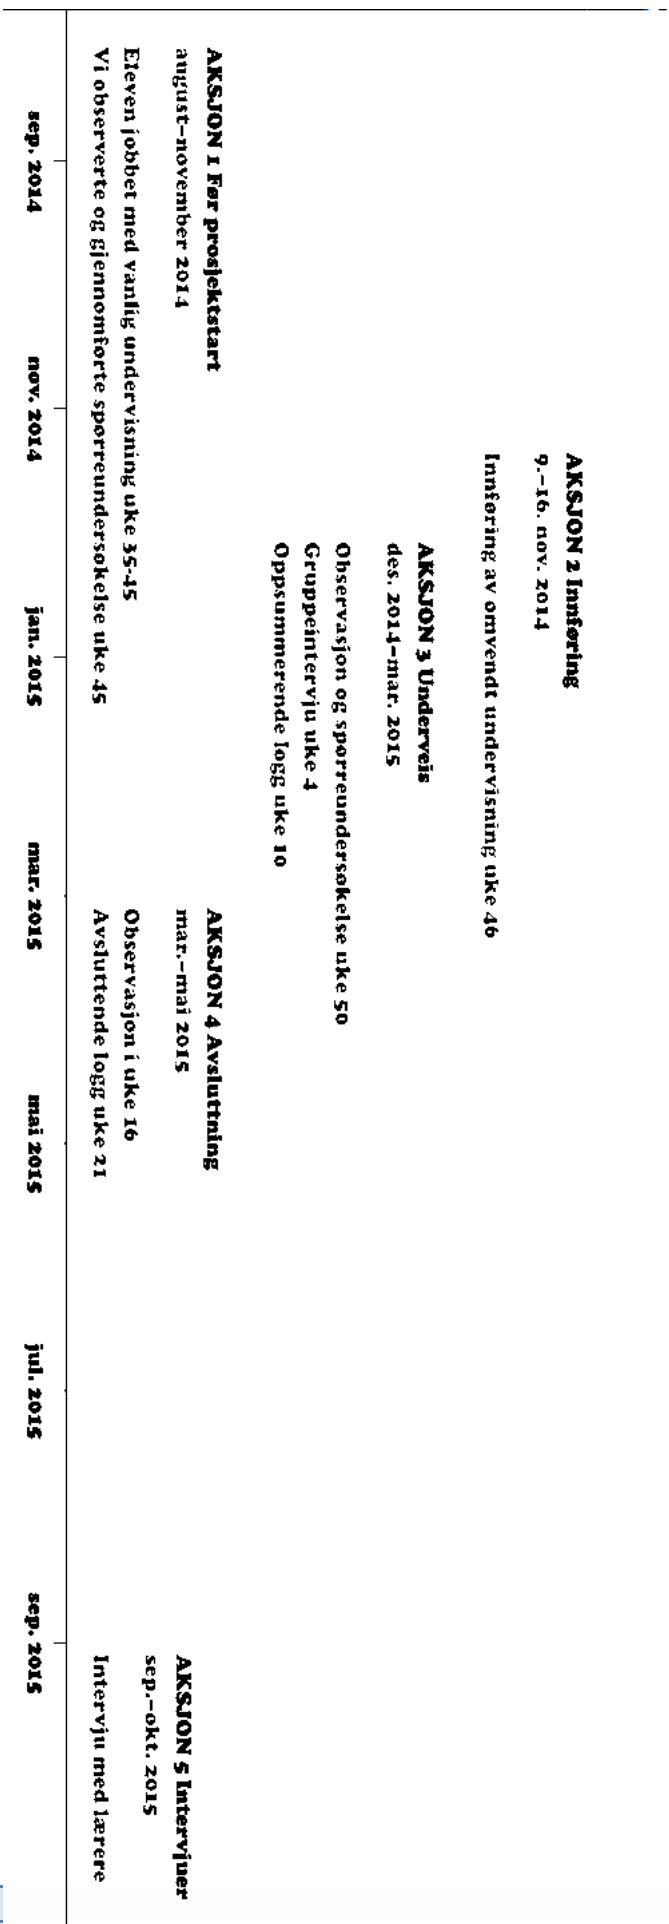 AKSJON 2 Innføring
9.–16. nov. 2014
Innføring av omvendt undervisning uke 46
AKSJON 3 Underveis
des. 2014–mar. 2015
Observasjon og spørreundersøkelse uke 50
Gruppeintervju uke 4
Oppsummerende logg uke 10
AKSJON 1 Før prosjektstart
august–november 2014
Eleven jobbet med vanlig undervisning uke 35-45
Vi observerte og gjennomførte spørreundersøkelse uke 45
AKSJON 4 Avsluttning
mar.–mai 2015
Observasjon i uke 16
Avsluttende logg uke 21
AKSJON 5 Intervjuer
sep.–okt. 2015
Intervju med lærere
sep. 2014
nov. 2014
jan. 2015
mar. 2015
mai 2015
jul. 2015
sep. 2015